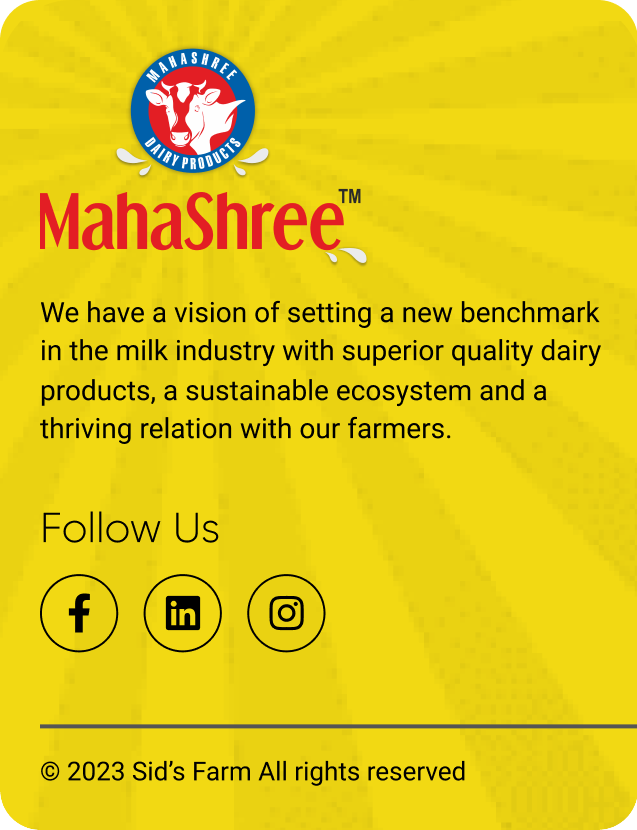 MAHASHREE
DAIRY PRODUCTS
MahaShree™
We have a vision of setting a new benchmark
in the milk industry with superior quality dairy
products, a sustainable ecosystem and a
thriving relation with our farmers.
Follow Us
© 2023 Sid’s Farm All rights reserved